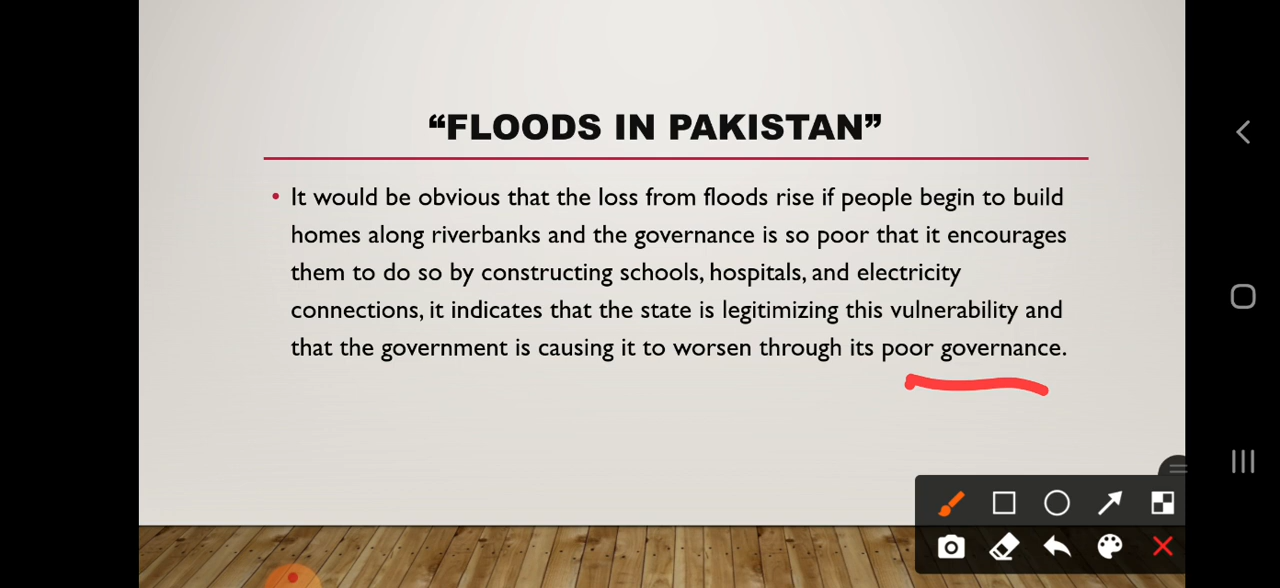 “FLOODS IN PAKISTAN”
• It would be obvious that the loss from floods rise if people begin to build
homes along riverbanks and the governance is so poor that it encourages
them to do so by constructing schools, hospitals, and electricity
connections, it indicates that the state is legitimizing this vulnerability and
that the government is causing it to worsen through its poor governance.